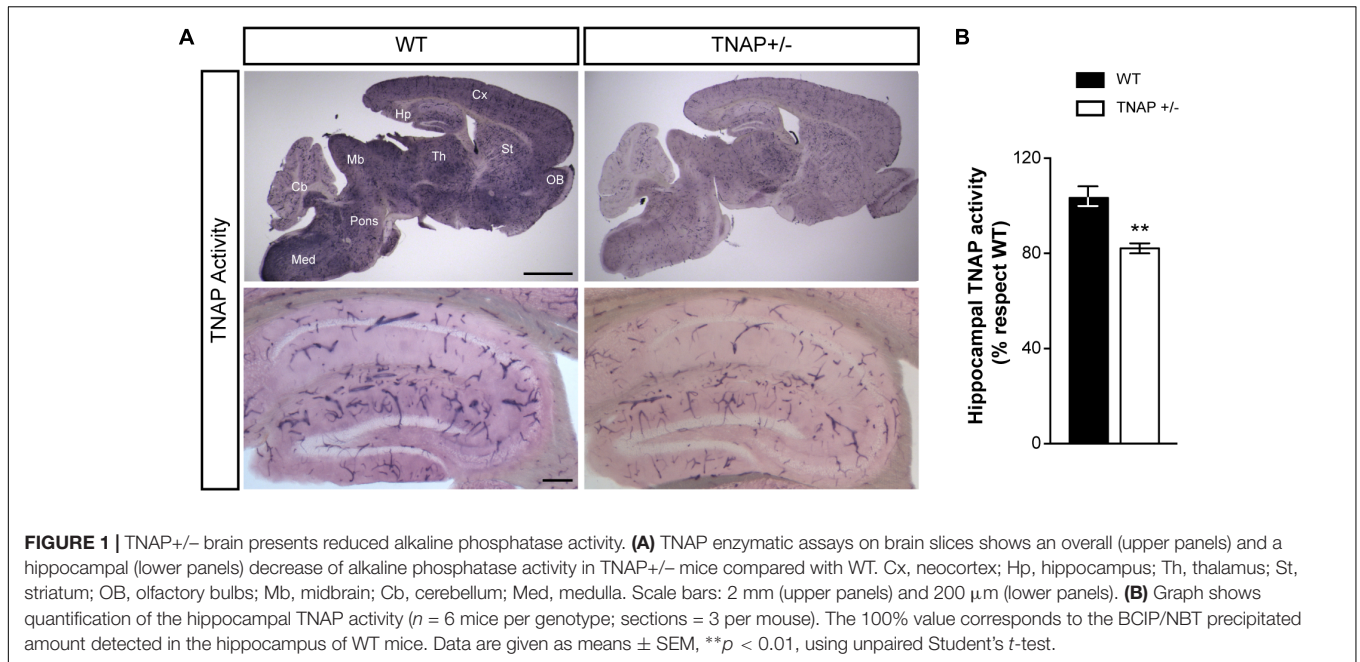 A
WT
TNAP+/-
TNAP Activity
Cx
Hp
Mb
Th
St
OB
Cb
Pons
Med
B
WT
TNAP +/-
Hippocampal TNAP activity
(% respect WT)
120
80
40
0
**
FIGURE 1 | TNAP+/− brain presents reduced alkaline phosphatase activity. (A) TNAP enzymatic assays on brain slices shows an overall (upper panels) and a
hippocampal (lower panels) decrease of alkaline phosphatase activity in TNAP+/− mice compared with WT. Cx, neocortex; Hp, hippocampus; Th, thalamus; St,
striatum; OB, olfactory bulbs; Mb, midbrain; Cb, cerebellum; Med, medulla. Scale bars: 2 mm (upper panels) and 200 μm (lower panels). (B) Graph shows
quantification of the hippocampal TNAP activity (n = 6 mice per genotype; sections = 3 per mouse). The 100% value corresponds to the BCIP/NBT precipitated
amount detected in the hippocampus of WT mice. Data are given as means ± SEM, **p < 0.01, using unpaired Student's t-test.